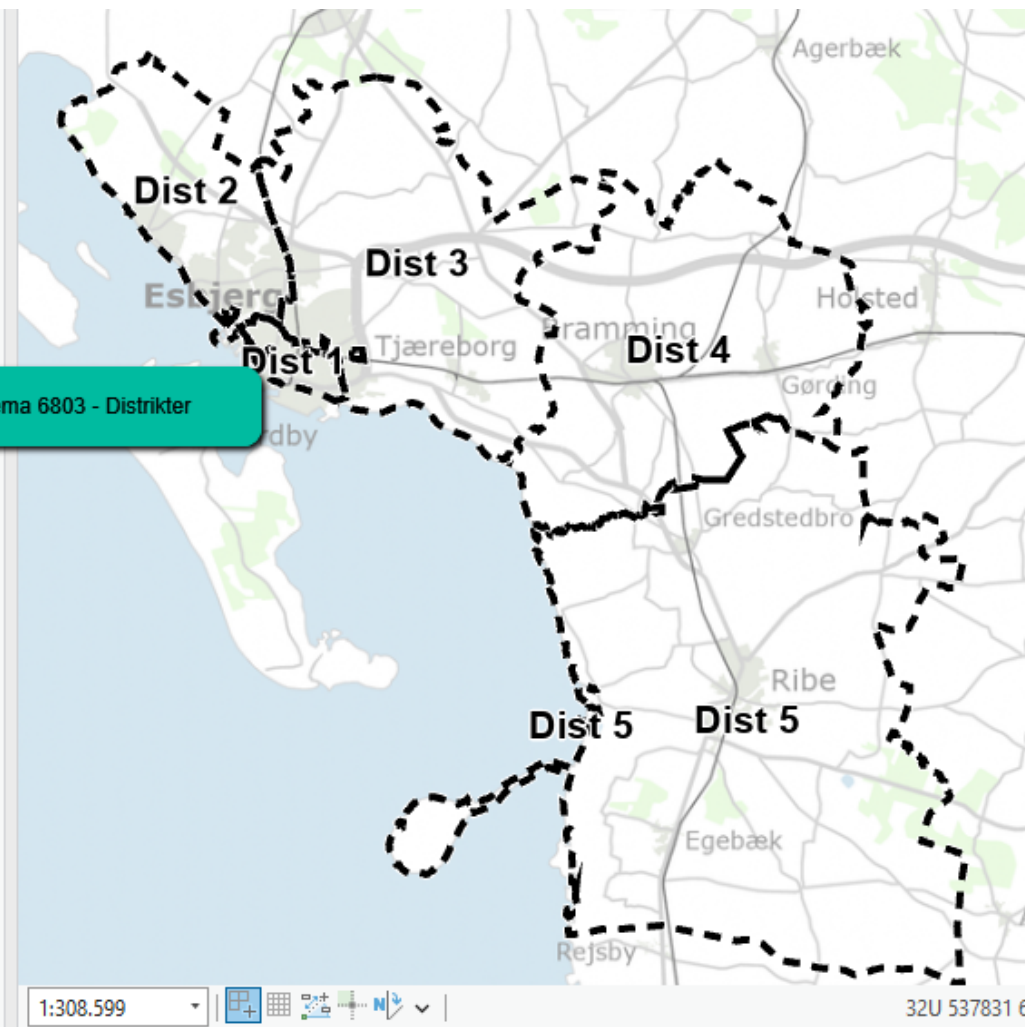 Agerbæk
Dist 2
Dist 3
Esbjerg
Holsted
Bramming
Tjæreborg
Dist 4
Dist 1
Gørding
ma 6803 - Distrikter
dby
Gredstedbro
Ribe
Dist 5
Dist 5
Egebæk
Rejsby
1:308.599
32U 537831 6